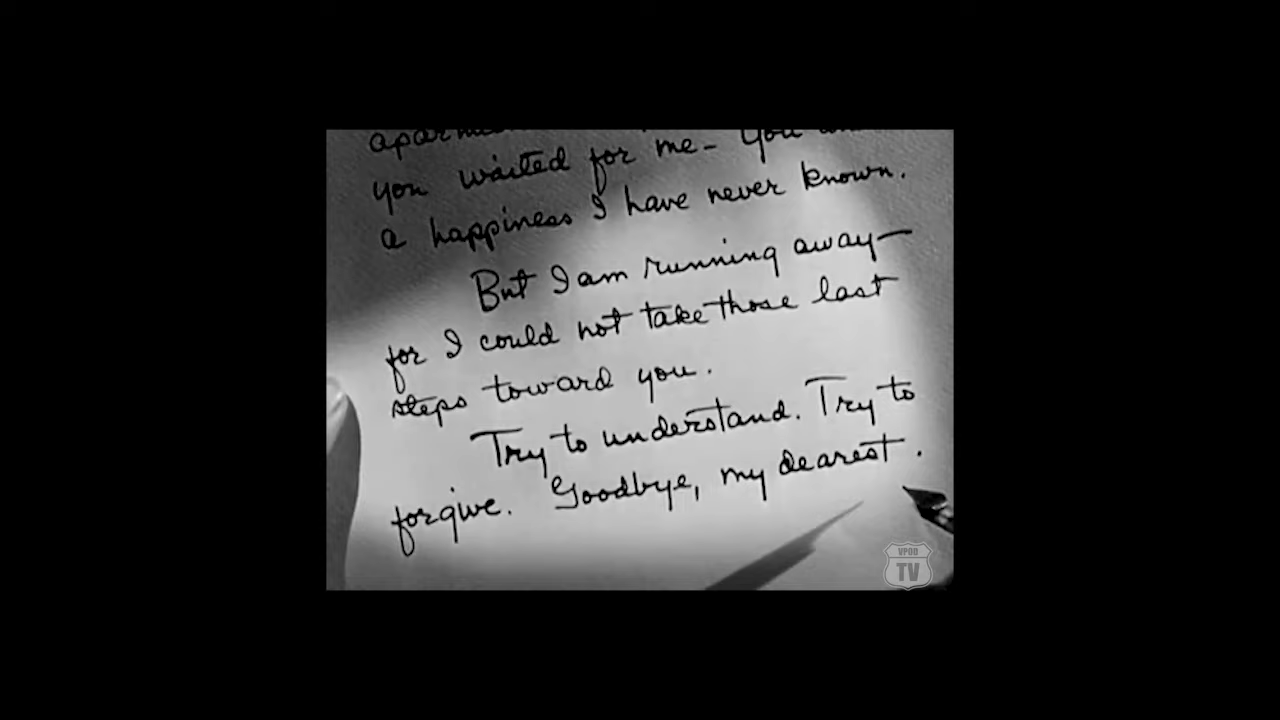 you waited for me - You
a happiness I have never known.
But I am running away—
for I could not take those last
steps toward you.
Try to understand. Try to
forgive. Goodbye, my dearest.
VPOD
TV